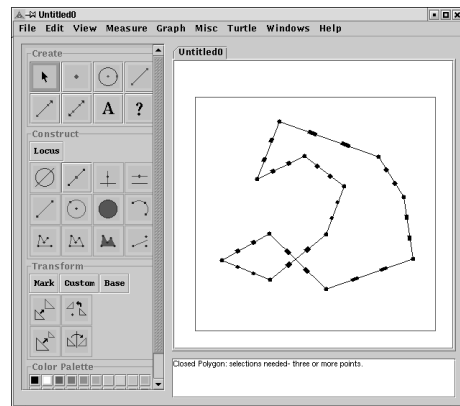 Untitled0
File Edit View Measure Graph Misc Turtle Windows Help
Create
A ?
Construct
Locus
Transform
Mark Custom Base
Color Palette
Untitled0
Closed Polygon: selections needed- three or more points.